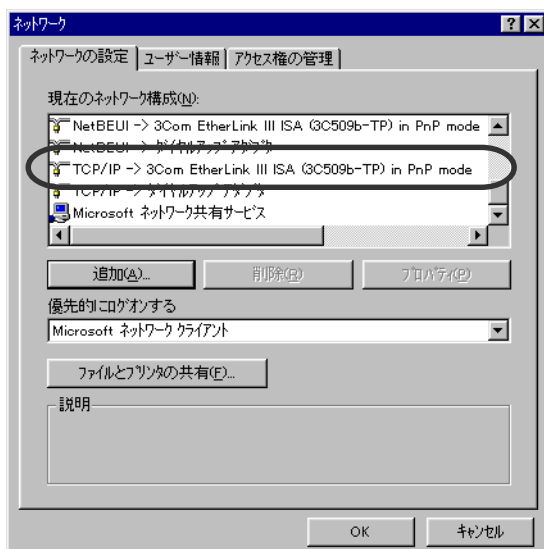 ネットワーク
ネットワークの設定 ユーザー情報 アクセス権の管理
現在のネットワーク構成(N):
NetBEUI -> 3Com EtherLink III ISA (3C509b-TP) in PnP mode
NetBEUI -> ダイヤルアップ アダプタ
TCP/IP -> 3Com EtherLink III ISA (3C509b-TP) in PnP mode
TCP/IP -> ダイヤルアップ アダプタ
Microsoft ネットワーク共有サービス
追加(A)... 削除(R) プロパティ(P)
優先的にログオンする
Microsoft ネットワーク クライアント
ファイルとプリンタの共有(F)...
説明
OK キャンセル